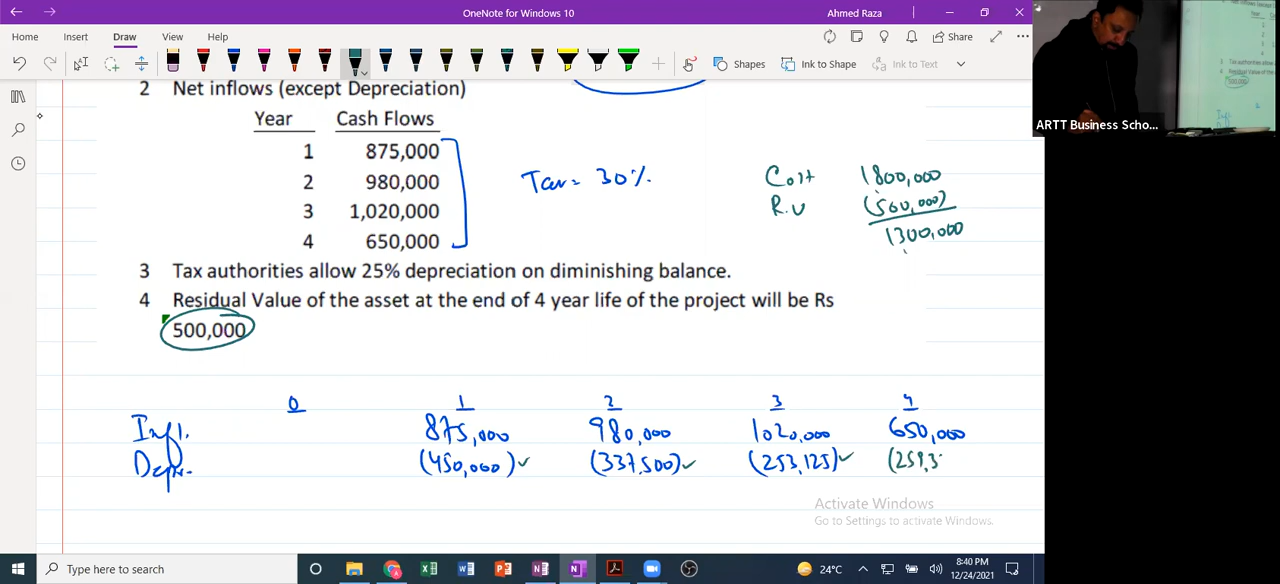 OneNote for Windows 10
Ahmed Raza
Home Insert Draw View Help
Share
Shapes Ink to Shape Ink to Text
2 Net inflows (except Depreciation)
Year Cash Flows
1 875,000
2 980,000
3 1,020,000
4 650,000
Tax = 30%
Cost 1800,000
R.V (500,000)
1300,000
3 Tax authorities allow 25% depreciation on diminishing balance.
4 Residual Value of the asset at the end of 4 year life of the project will be Rs
500,000
0 1 2 3 4
Infl. 875,000 980,000 1020,000 650,000
Depr. (450,000) ✓ (337,500) ✓ (253,125) ✓ (259,3
Activate Windows
Go to Settings to activate Windows.
Type here to search
24°C
8:40 PM
12/24/2021
ARTT Business Scho...